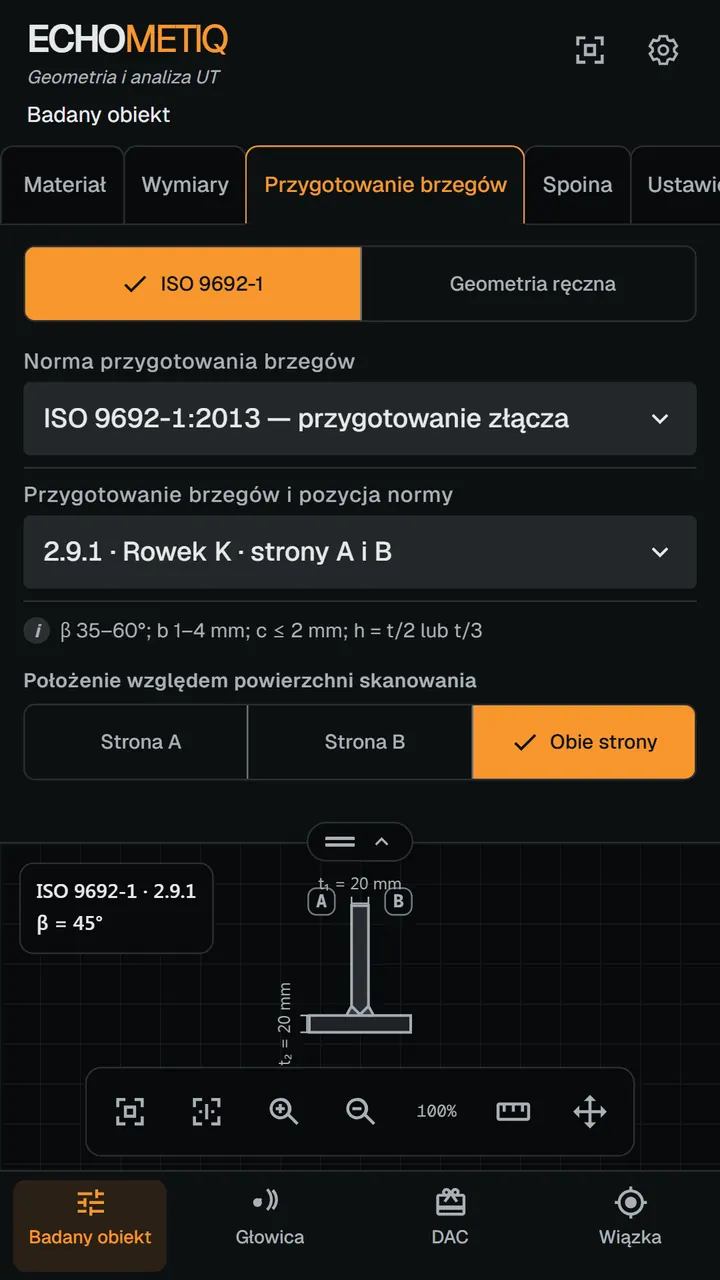 ECHOMETIQ
Geometria i analiza UT
Badany obiekt
Materiał
Wymiary
Przygotowanie brzegów
Spoina
Ustawie
ISO 9692-1
Geometria ręczna
Norma przygotowania brzegów
ISO 9692-1:2013 — przygotowanie złącza
Przygotowanie brzegów i pozycja normy
2.9.1 · Rowek K · strony A i B
i β 35–60°; b 1–4 mm; c ≤ 2 mm; h = t/2 lub t/3
Położenie względem powierzchni skanowania
Strona A
Strona B
Obie strony
ISO 9692-1 · 2.9.1
β = 45°
t₁ = 20 mm
A
B
t₂ = 20 mm
100%
Badany obiekt
Głowica
DAC
Wiązka